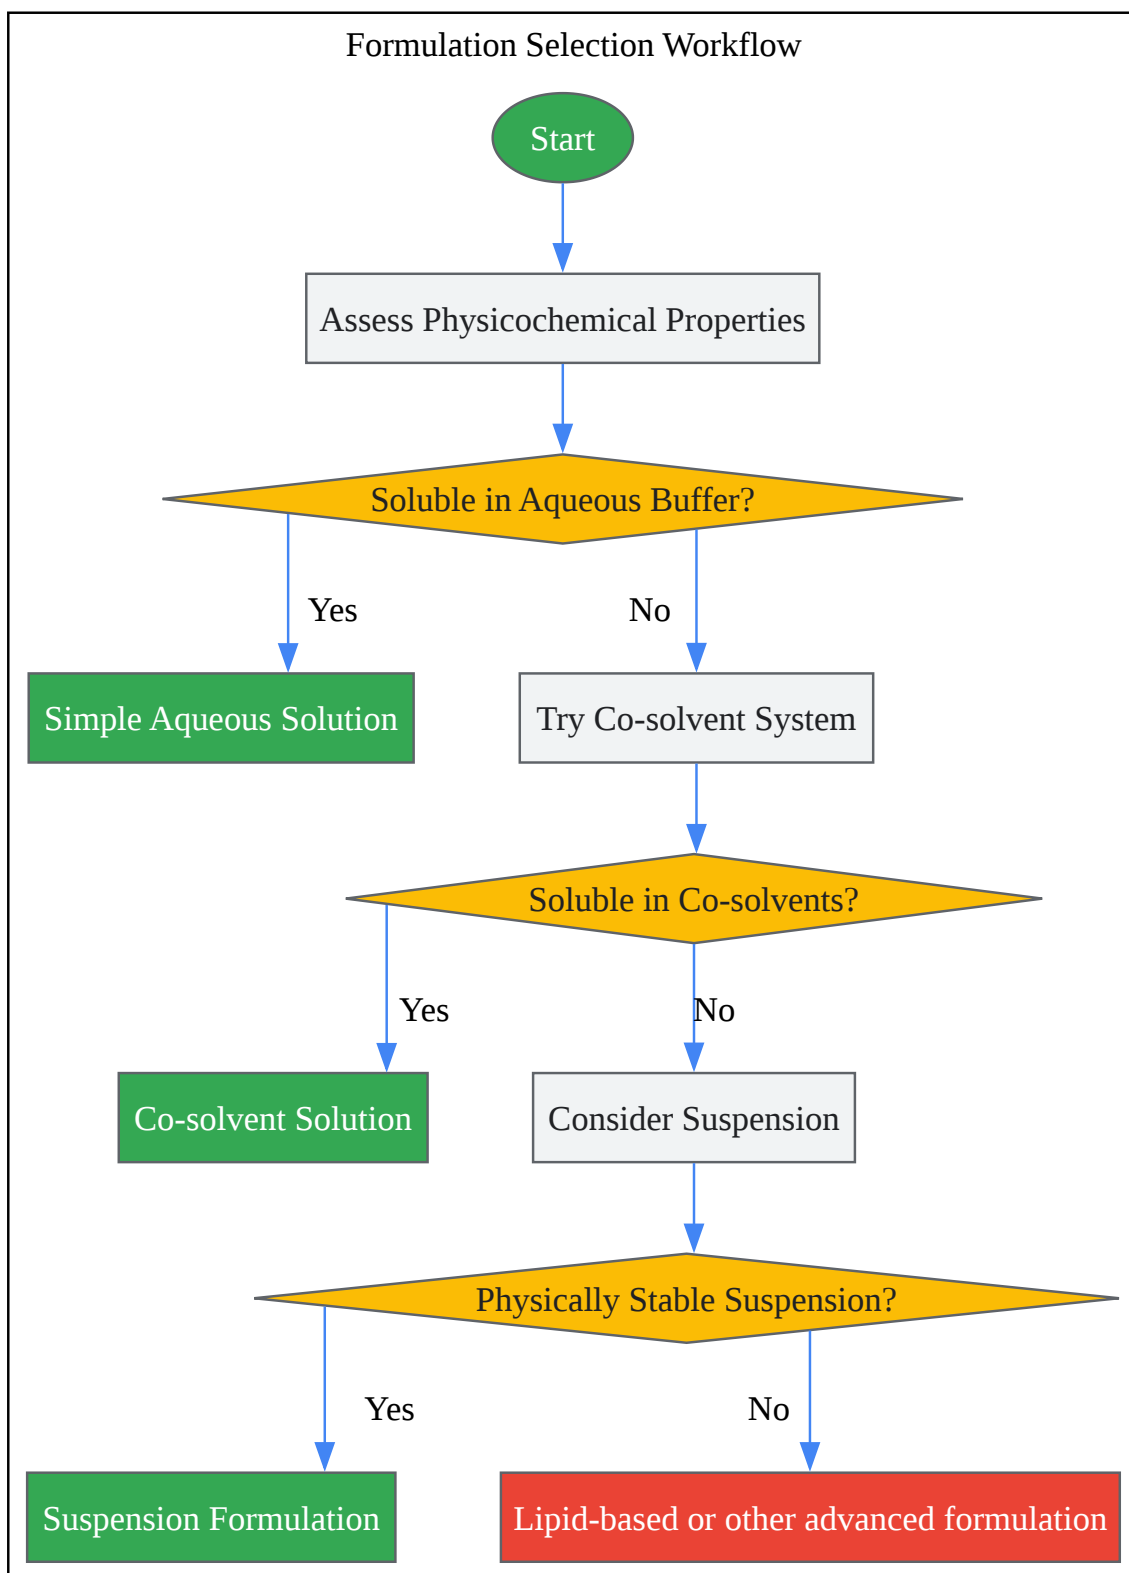 Formulation Selection Workflow
Start
Assess Physicochemical Properties
Soluble in Aqueous Buffer?
Yes
No
Simple Aqueous Solution
Try Co-solvent System
Soluble in Co-solvents?
Yes
No
Co-solvent Solution
Consider Suspension
Physically Stable Suspension?
Yes
No
Suspension Formulation
Lipid-based or other advanced formulation